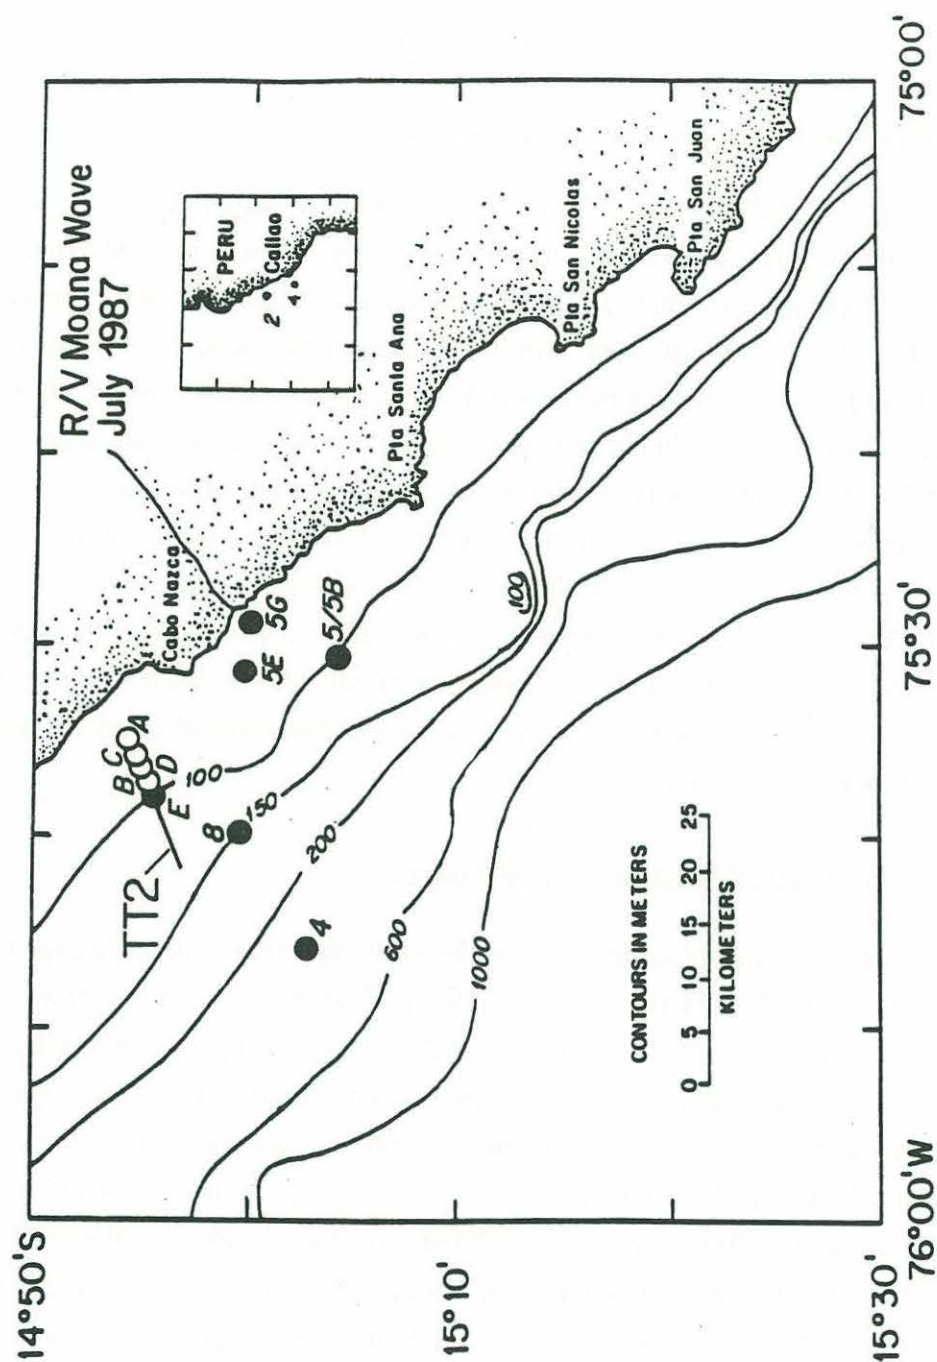 R/V Moana Wave
July 1987
PERU
Callao
2
4
Cabo Nazca
Pta Santa Ana
Pta San Nicolas
Pta San Juan
A
C
B
D
E
TT2
5G
5E
5/5B
8
4
100
150
200
600
1000
100
CONTOURS IN METERS
0 5 10 15 20 25
KILOMETERS
14°50'S
15°10'
15°30'
76°00'W
75°30'
75°00'